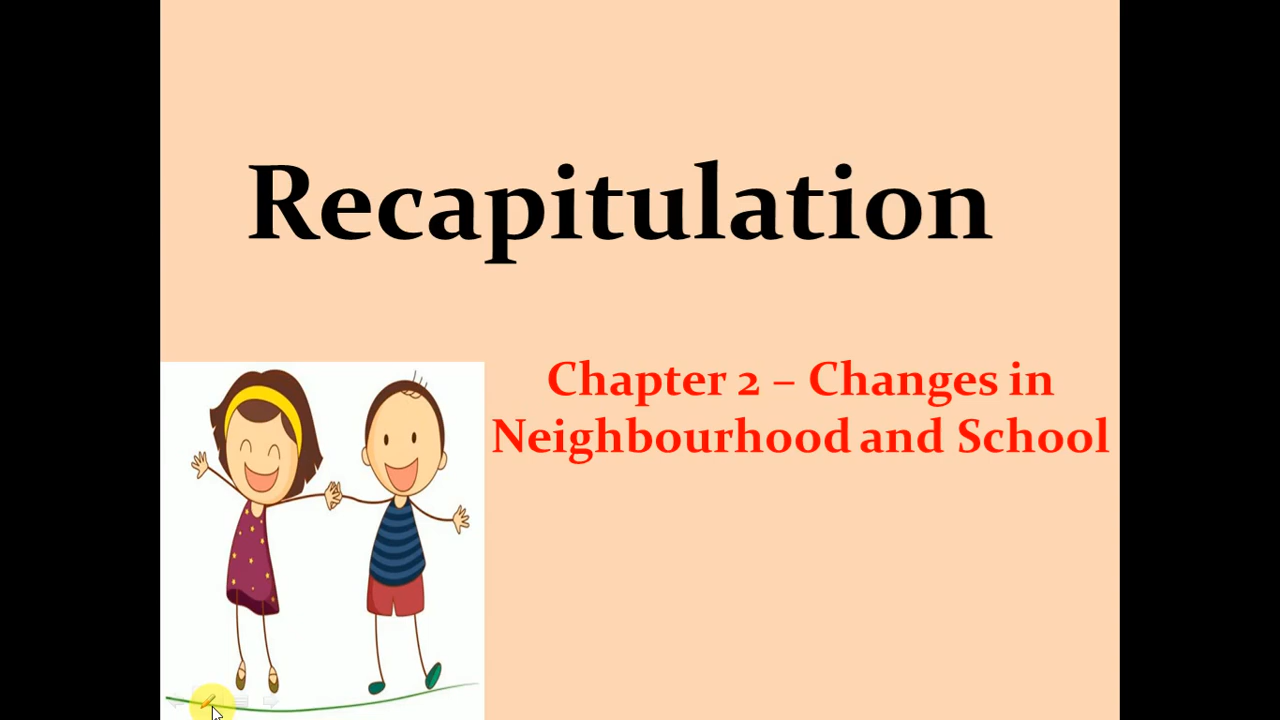 Recapitulation
Chapter 2 – Changes in
Neighbourhood and School